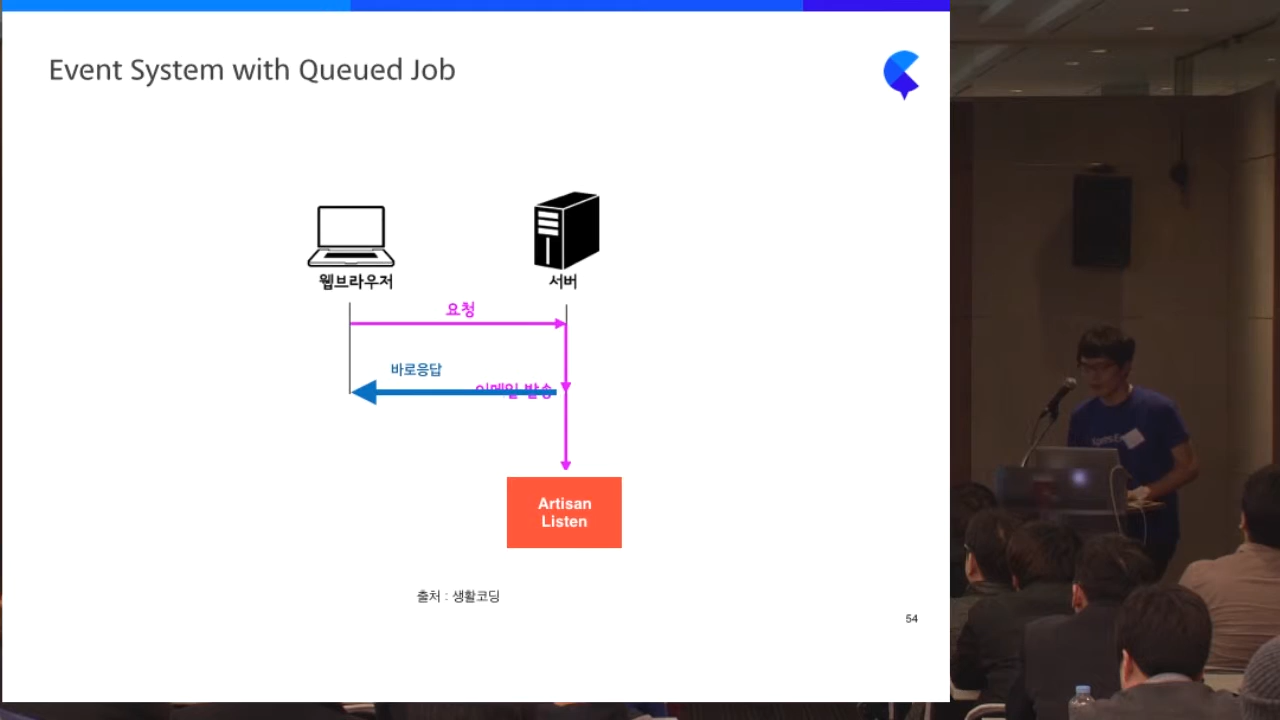 Event System with Queued Job
웹브라우저
서버
요청
바로응답
이메일 발송
Artisan
Listen
출처 : 생활코딩
54